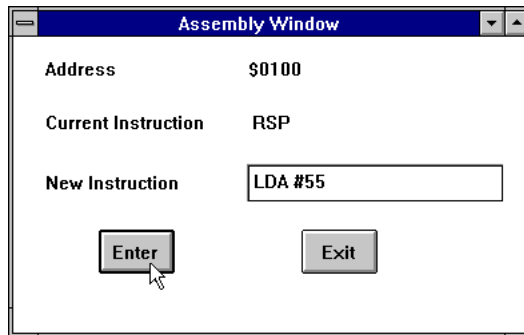 Assembly Window
Address $0100
Current Instruction RSP
New Instruction LDA #55
Enter Exit